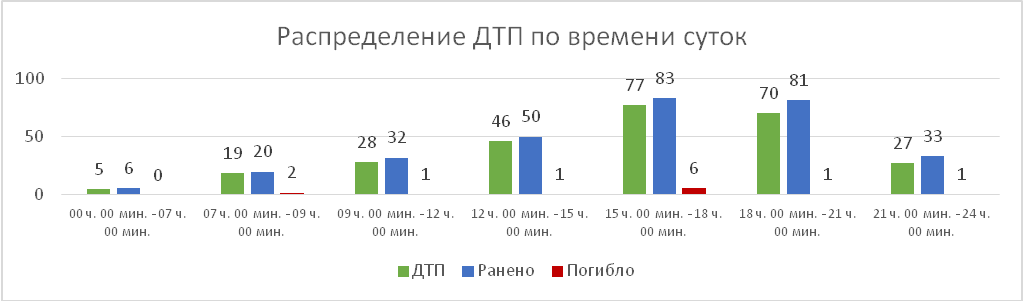 Распределение ДТП по времени суток
100
50
0
5 6 0
19 20 2
28 32 1
46 50 1
77 83 6
70 81 1
27 33 1
00 ч. 00 мин. -07 ч.
00 мин.
07 ч. 00 мин. -09 ч.
00 мин.
09 ч. 00 мин. -12 ч.
00 мин.
12 ч. 00 мин. -15 ч.
00 мин.
15 ч. 00 мин. -18 ч.
00 мин.
18 ч. 00 мин. -21 ч.
00 мин.
21 ч. 00 мин. -24 ч.
00 мин.
ДТП Ранено Погибло